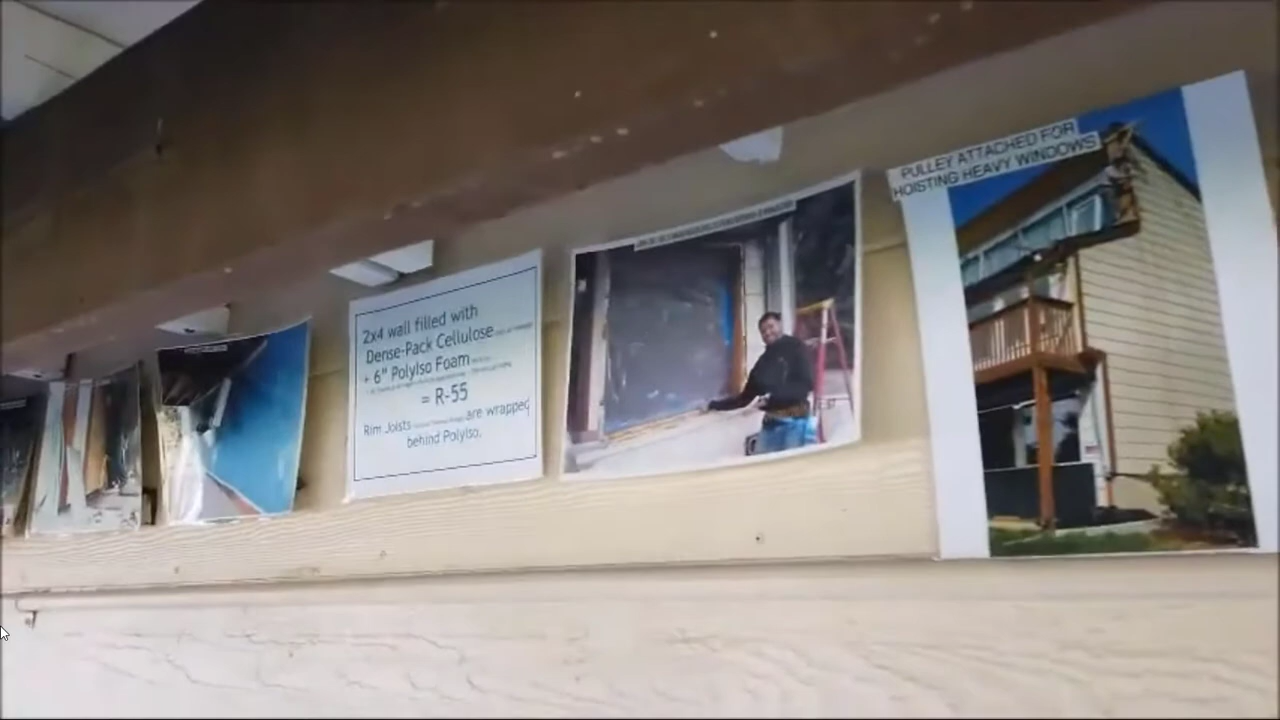 2x4 wall filled with
Dense-Pack Cellulose
+ 6" PolyIso Foam
= R-55
Rim Joists are wrapped
behind PolyIso.
PULLEY ATTACHED FOR
HOISTING HEAVY WINDOWS